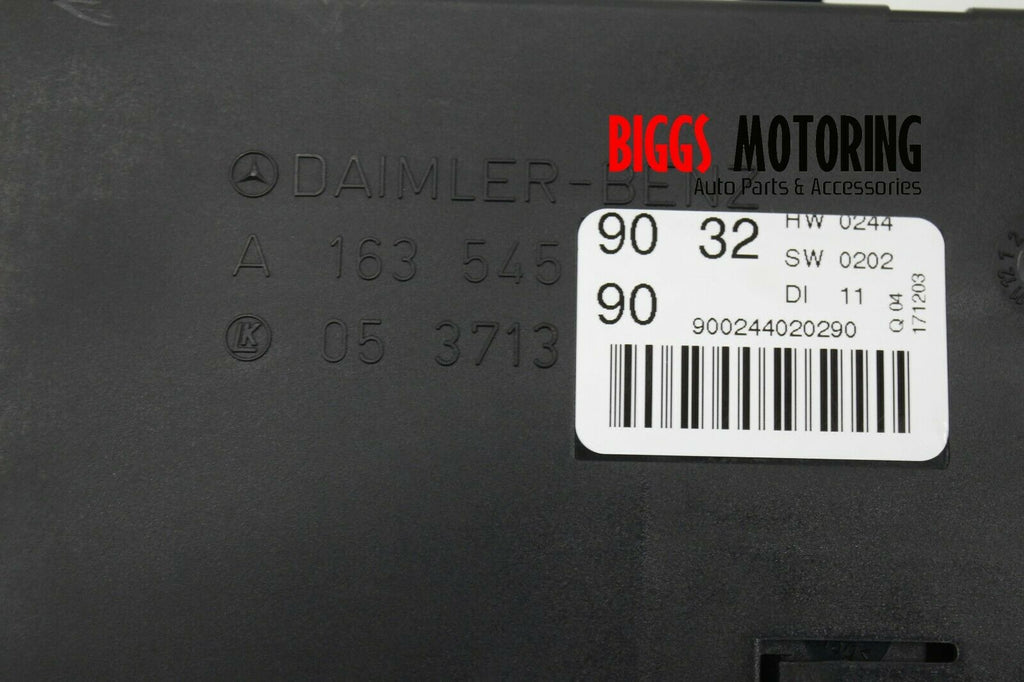 BIGGS MOTORING
Auto Parts & Accessories
DAIMLER-BENZ
A 163 545 90 32
HW 0244
SW 0202
LK 05 3713 90
DI 11
900244020290
Q 04
171203